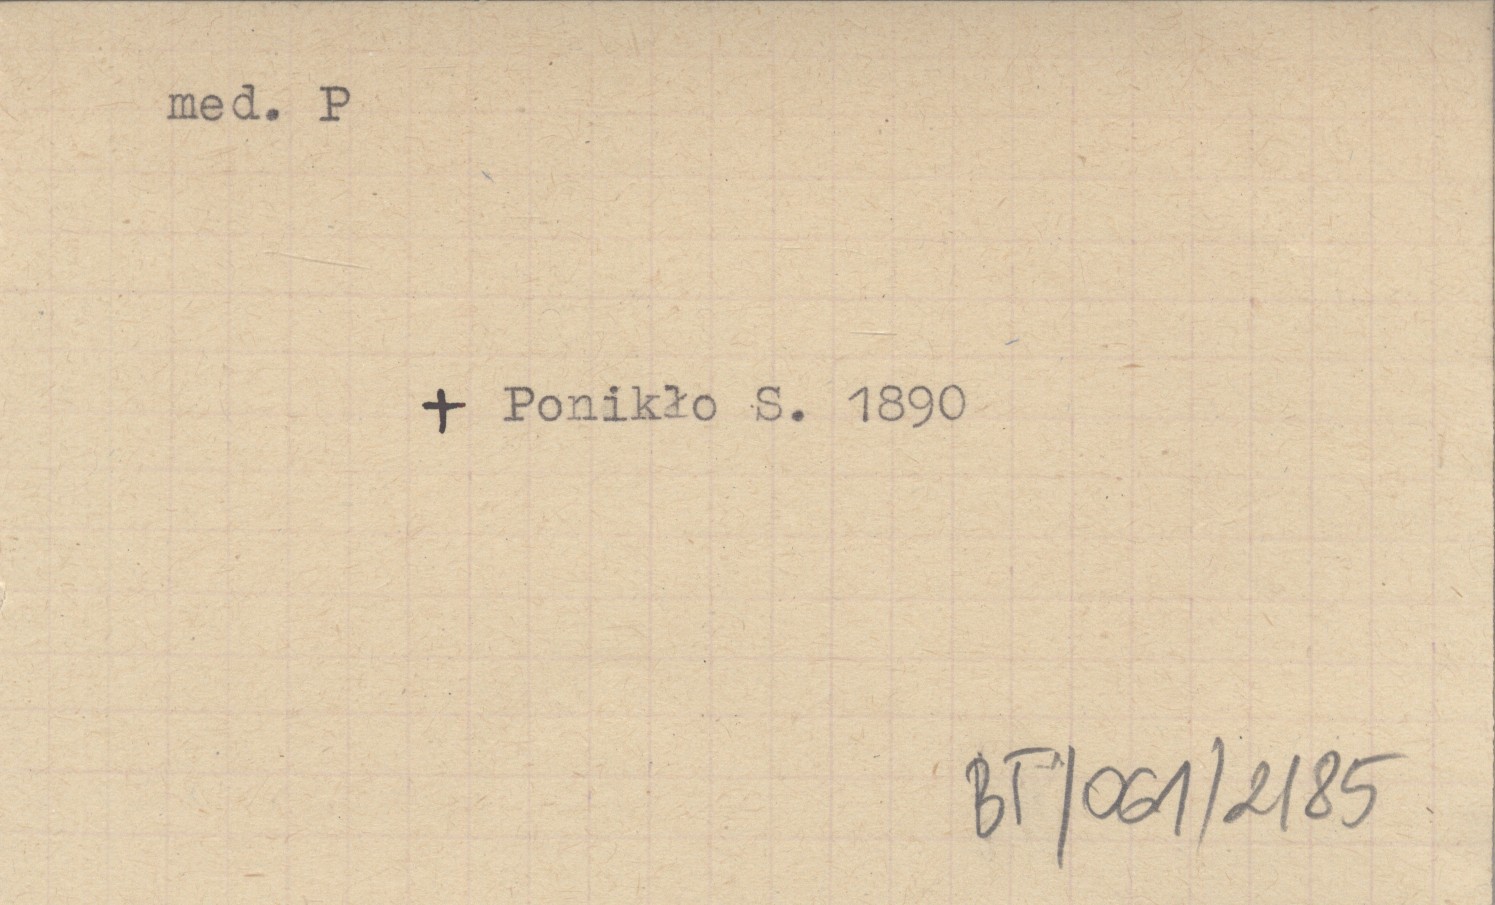 med. P
+ Ponikło S. 1890
BT/061/2185